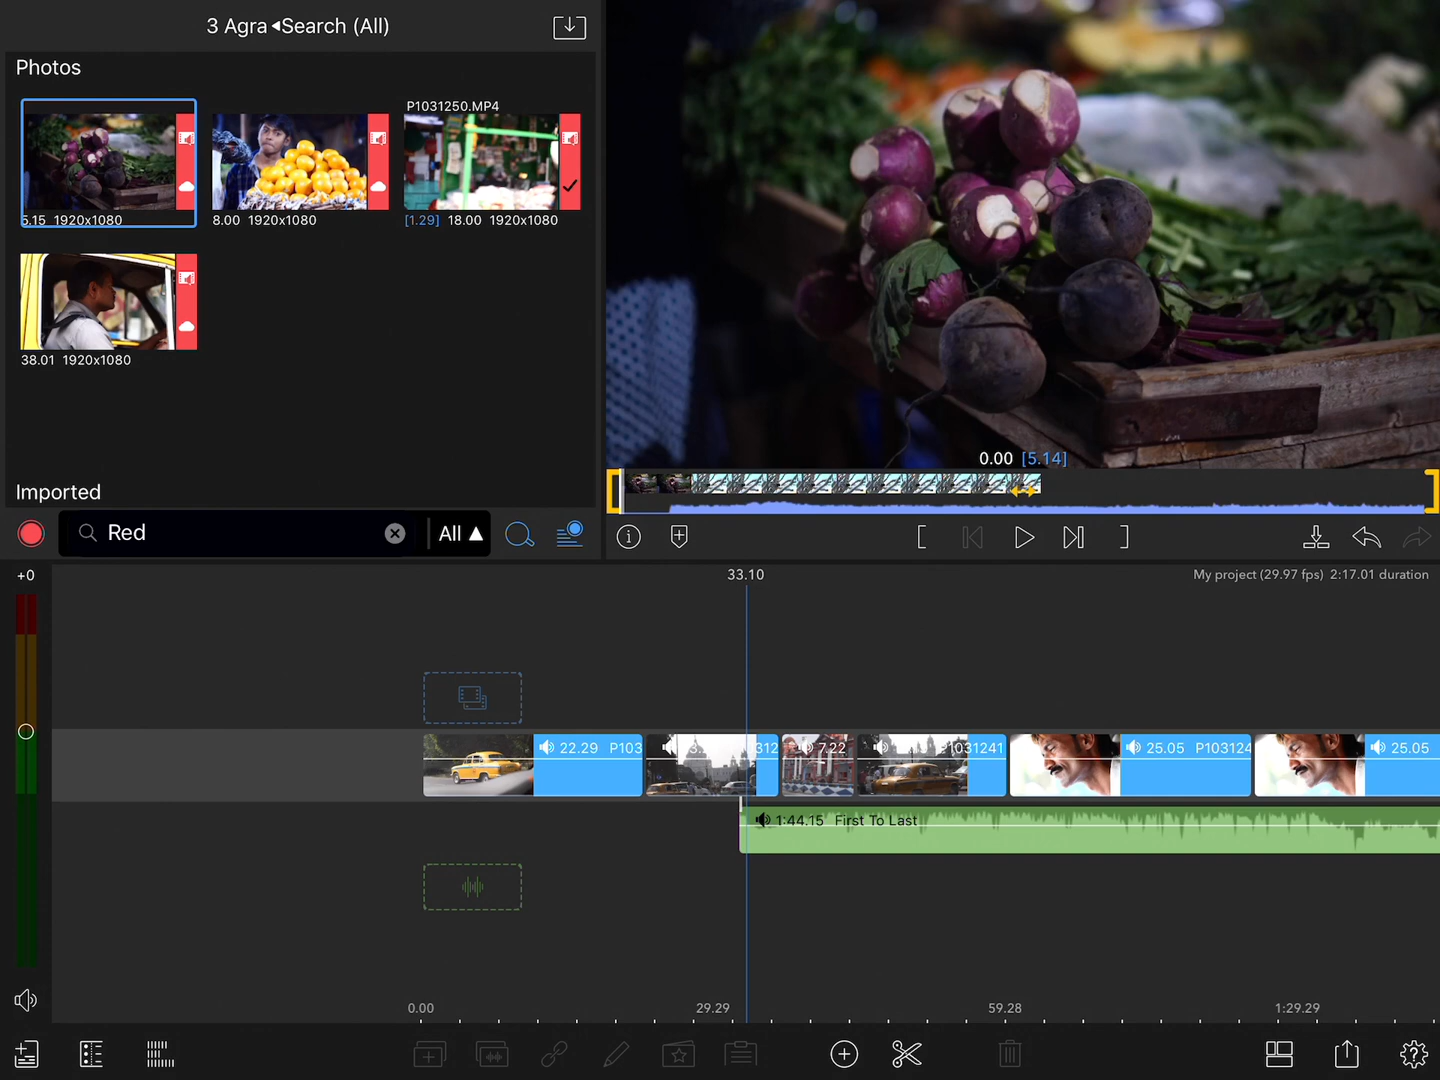 3 Agra◂Search (All)
Photos
P1031250.MP4
5.15 1920x1080
8.00 1920x1080
[1.29] 18.00 1920x1080
38.01 1920x1080
Imported
Red
All ▲
0.00 [5.14]
+0
33.10
My project (29.97 fps) 2:17.01 duration
22.29 P103
312
7.22
P1031241
25.05 P103124
25.05
1:44.15 First To Last
0.00
29.29
59.28
1:29.29